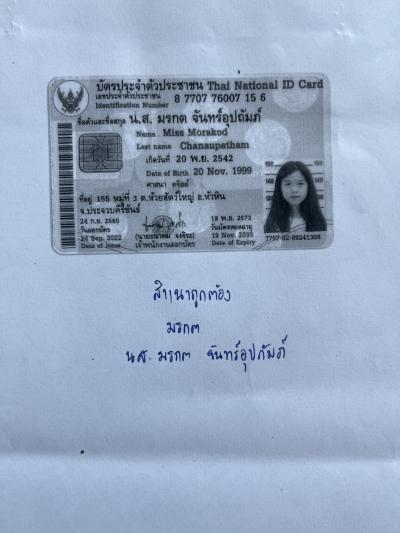 บัตรประจำตัวประชาชน Thai National ID Card
เลขประจำตัวประชาชน 8 7707 76007 15 6
Identification Number
ชื่อตัวและชื่อสกุล น.ส. มรกต จันทร์อุปถัมภ์
Name Miss Morakod
Last name Chanaupatham
เกิดวันที่ 20 พ.ย. 2542
Date of Birth 20 Nov. 1999
ศาสนา คริสต์
ที่อยู่ 155 หมู่ที่ 3 ต.ห้วยสัตว์ใหญ่ อ.หัวหิน
จ.ประจวบคีรีขันธ์
24 ก.ย. 2565
วันออกบัตร
24 Sep. 2022
Date of Issue
เจ้าพนักงานออกบัตร
19 พ.ย. 2573
วันบัตรหมดอายุ
19 Nov. 2030
Date of Expiry
7707-02-09241308
สำเนาถูกต้อง
มรกต
น.ส. มรกต จันทร์อุปถัมภ์